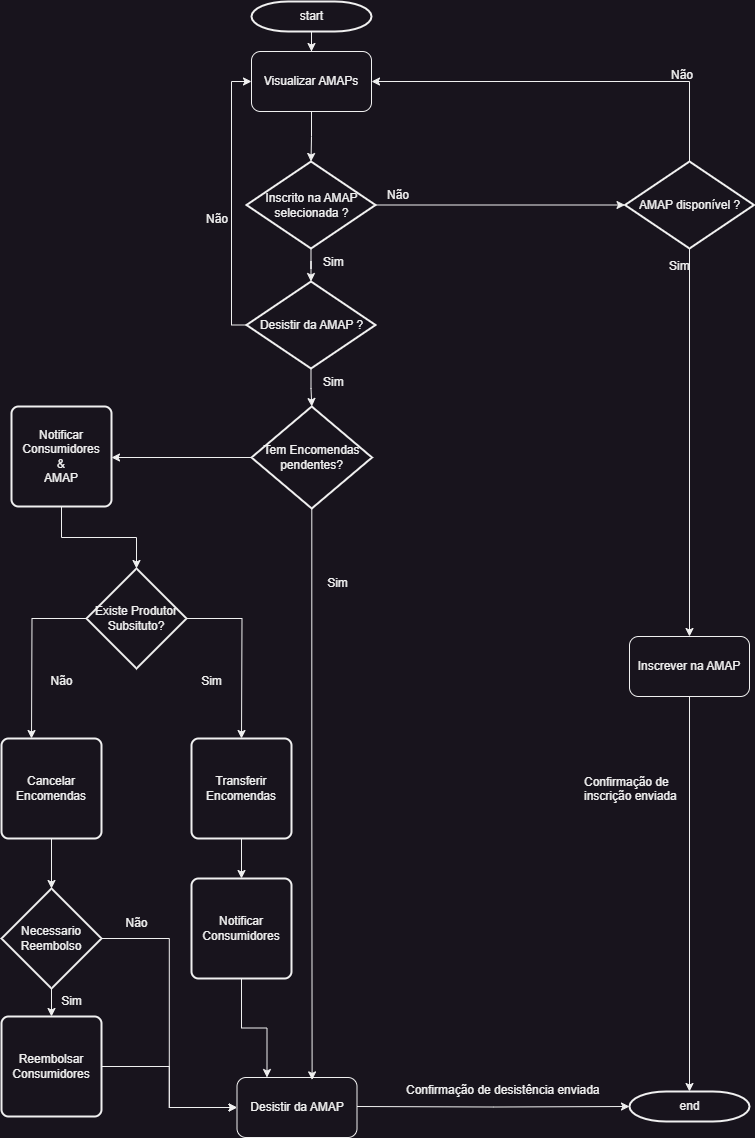 start
Visualizar AMAPs
Não
Inscrito na AMAP
selecionada ?
Não
AMAP disponível ?
Não
Sim
Sim
Desistir da AMAP ?
Sim
Tem Encomendas
pendentes?
Notificar
Consumidores
&
AMAP
Sim
Existe Produtor
Subsituto?
Não
Sim
Inscrever na AMAP
Cancelar
Encomendas
Transferir
Encomendas
Confirmação de
inscrição enviada
Necessario
Reembolso
Não
Notificar
Consumidores
Sim
Reembolsar
Consumidores
Desistir da AMAP
Confirmação de desistência enviada
end